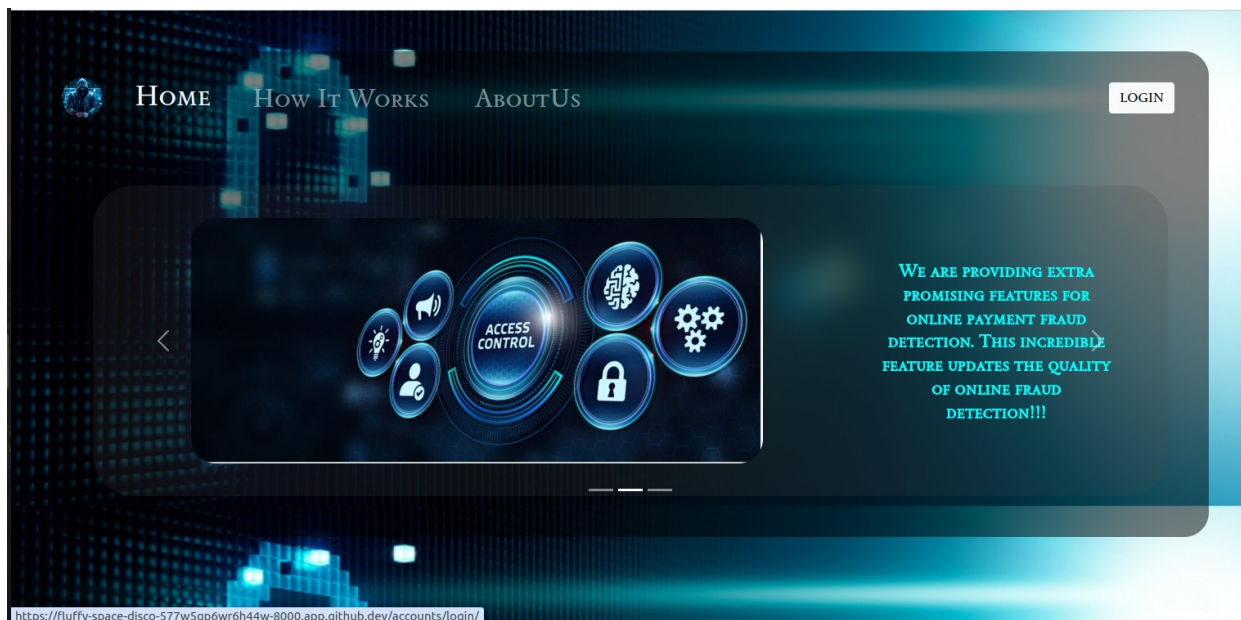 Home How It Works AboutUs LOGIN
ACCESS
CONTROL
We are providing extra
promising features for
online payment fraud
detection. This incredible
feature updates the quality
of online fraud
detection!!!
https://fluffy-space-disco-577w5gp6wr6h44w-8000.app.github.dev/accounts/login/